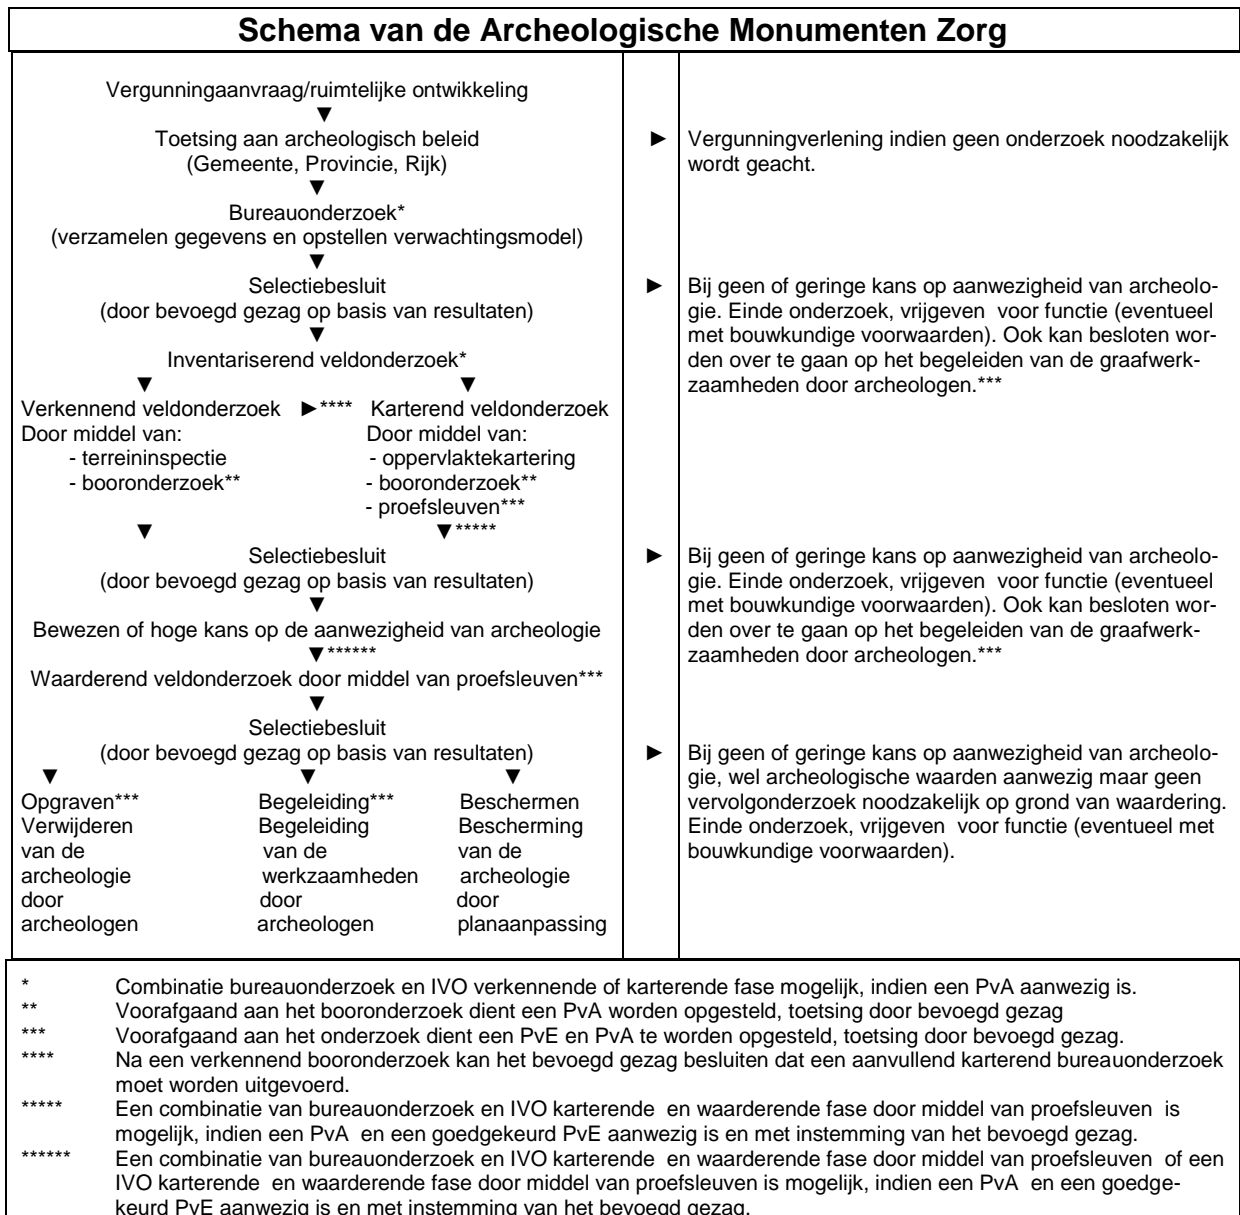 Schema van de Archeologische Monumenten Zorg
Vergunningaanvraag/ruimtelijke ontwikkeling
▼
Toetsing aan archeologisch beleid
(Gemeente, Provincie, Rijk)
► Vergunningverlening indien geen onderzoek noodzakelijk
wordt geacht.
▼
Bureauonderzoek*
(verzamelen gegevens en opstellen verwachtingsmodel)
▼
Selectiebesluit
(door bevoegd gezag op basis van resultaten)
► Bij geen of geringe kans op aanwezigheid van archeolo-
gie. Einde onderzoek, vrijgeven voor functie (eventueel
met bouwkundige voorwaarden). Ook kan besloten wor-
den over te gaan op het begeleiden van de graafwerk-
zaamheden door archeologen.***
▼
Inventariserend veldonderzoek*
▼ ▼
Verkennend veldonderzoek ►**** Karterend veldonderzoek
Door middel van: Door middel van:
- terreininspectie - oppervlaktekartering
- booronderzoek** - booronderzoek**
- proefsleuven***
▼ ▼*****
Selectiebesluit
(door bevoegd gezag op basis van resultaten)
► Bij geen of geringe kans op aanwezigheid van archeolo-
gie. Einde onderzoek, vrijgeven voor functie (eventueel
met bouwkundige voorwaarden). Ook kan besloten wor-
den over te gaan op het begeleiden van de graafwerk-
zaamheden door archeologen.***
▼
Bewezen of hoge kans op de aanwezigheid van archeologie
▼******
Waarderend veldonderzoek door middel van proefsleuven***
▼
Selectiebesluit
(door bevoegd gezag op basis van resultaten)
► Bij geen of geringe kans op aanwezigheid van archeolo-
gie, wel archeologische waarden aanwezig maar geen
vervolgonderzoek noodzakelijk op grond van waardering.
Einde onderzoek, vrijgeven voor functie (eventueel met
bouwkundige voorwaarden).
▼ ▼ ▼
Opgraven*** Begeleiding*** Beschermen
Verwijderen Begeleiding Bescherming
van de van de van de
archeologie werkzaamheden archeologie
door door door
archeologen archeologen planaanpassing
* Combinatie bureauonderzoek en IVO verkennende of karterende fase mogelijk, indien een PvA aanwezig is.
** Voorafgaand aan het booronderzoek dient een PvA worden opgesteld, toetsing door bevoegd gezag
*** Voorafgaand aan het onderzoek dient een PvE en PvA te worden opgesteld, toetsing door bevoegd gezag.
**** Na een verkennend booronderzoek kan het bevoegd gezag besluiten dat een aanvullend karterend bureauonderzoek
moet worden uitgevoerd.
***** Een combinatie van bureauonderzoek en IVO karterende en waarderende fase door middel van proefsleuven is
mogelijk, indien een PvA en een goedgekeurd PvE aanwezig is en met instemming van het bevoegd gezag.
****** Een combinatie van bureauonderzoek en IVO karterende en waarderende fase door middel van proefsleuven of een
IVO karterende en waarderende fase door middel van proefsleuven is mogelijk, indien een PvA en een goedge-
keurd PvE aanwezig is en met instemming van het bevoegd gezag.